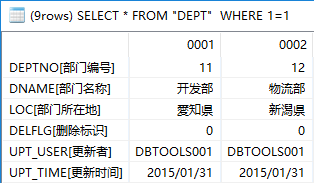 (9rows) SELECT * FROM "DEPT" WHERE 1=1
0001 0002
DEPTNO[部门编号] 11 12
DNAME[部门名称] 开发部 物流部
LOC[部门所在地] 愛知県 新潟県
DELFLG[删除标识] 0 0
UPT_USER[更新者] DBTOOLS001 DBTOOLS001
UPT_TIME[更新时间] 2015/01/31 2015/01/31